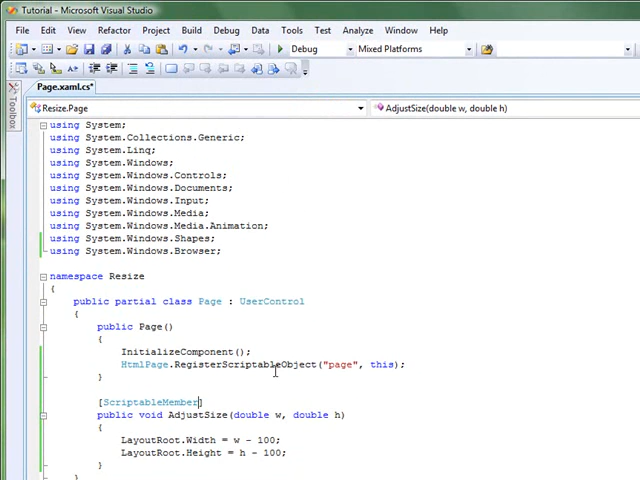 Tutorial - Microsoft Visual Studio
File Edit View Refactor Project Build Debug Data Tools Test Analyze Window Help
Debug Mixed Platforms
Page.xaml.cs*
Toolbox
Resize.Page AdjustSize(double w, double h)
using System;
using System.Collections.Generic;
using System.Linq;
using System.Windows;
using System.Windows.Controls;
using System.Windows.Documents;
using System.Windows.Input;
using System.Windows.Media;
using System.Windows.Media.Animation;
using System.Windows.Shapes;
using System.Windows.Browser;
namespace Resize
{
public partial class Page : UserControl
{
public Page()
{
InitializeComponent();
HtmlPage.RegisterScriptableObject("page", this);
}
[ScriptableMember]
public void AdjustSize(double w, double h)
{
LayoutRoot.Width = w - 100;
LayoutRoot.Height = h - 100;
}
}